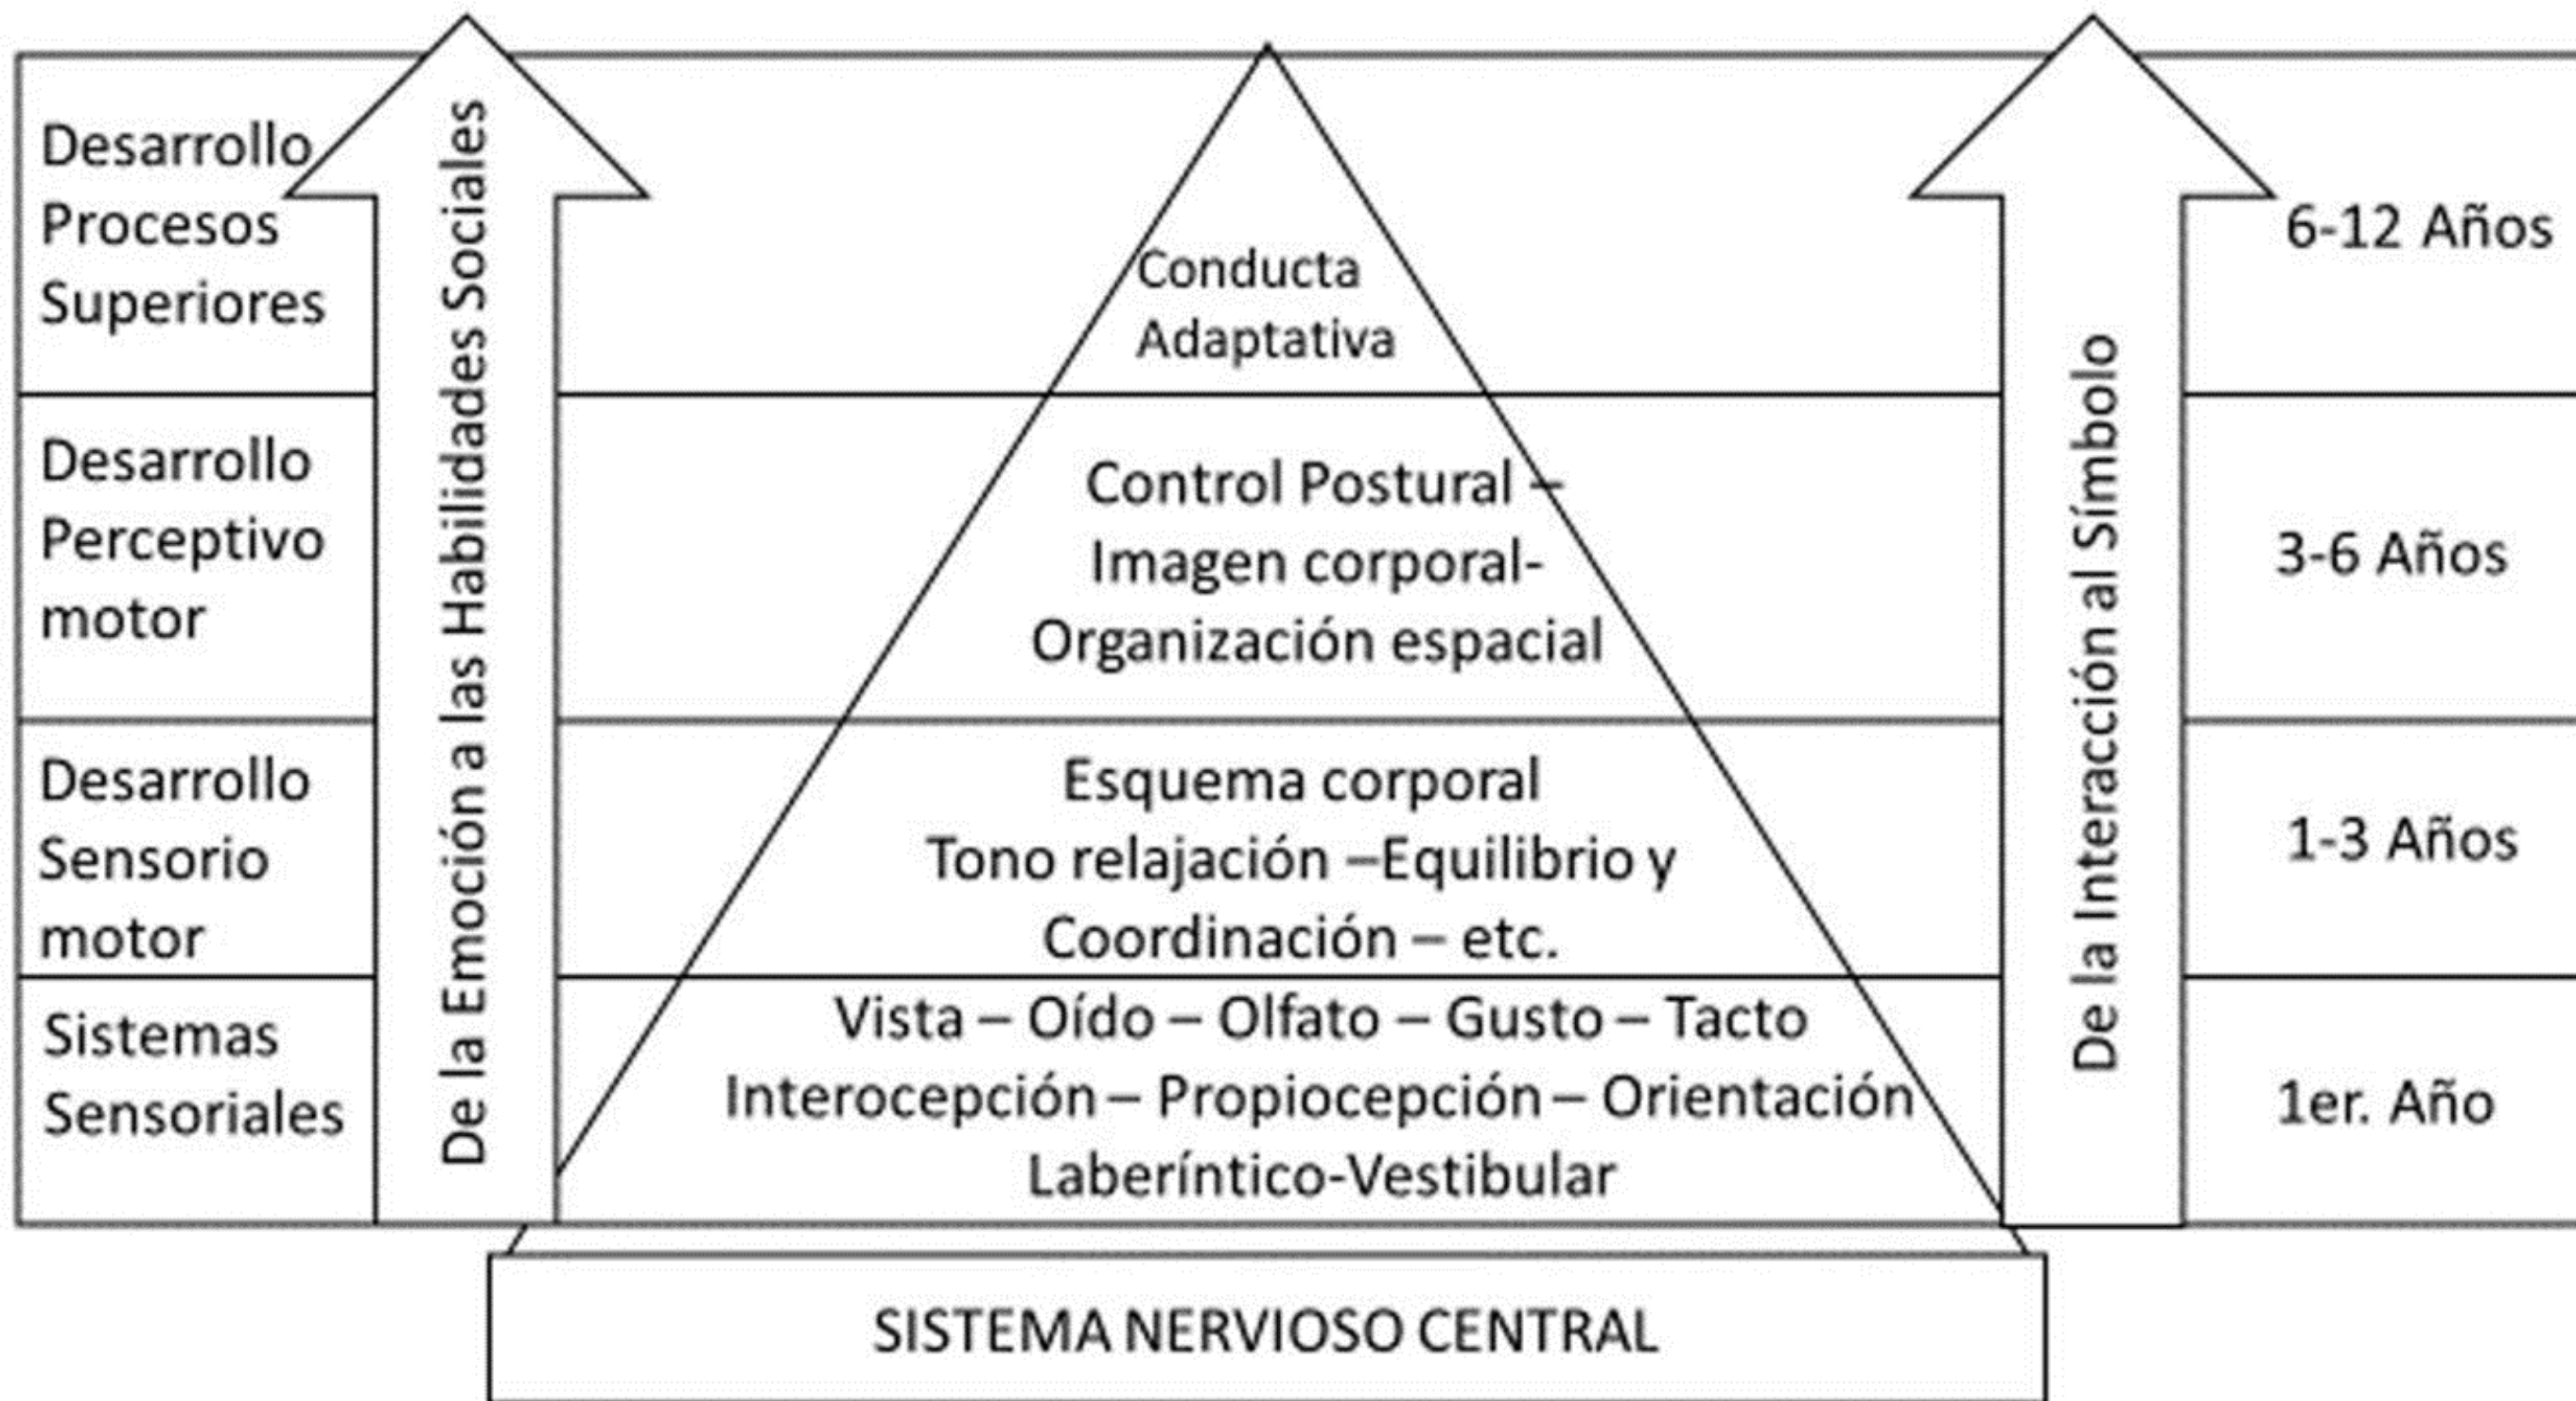 Desarrollo
Procesos
Superiores
Conducta
Adaptativa
6-12 Años
Desarrollo
Perceptivo
motor
Control Postural –
Imagen corporal-
Organización espacial
3-6 Años
Desarrollo
Sensorio
motor
Esquema corporal
Tono relajación –Equilibrio y
Coordinación – etc.
1-3 Años
Sistemas
Sensoriales
Vista – Oído – Olfato – Gusto – Tacto
Interocepción – Propiocepción – Orientación
Laberíntico-Vestibular
1er. Año
De la Emoción a las Habilidades Sociales
De la Interacción al Símbolo
SISTEMA NERVIOSO CENTRAL